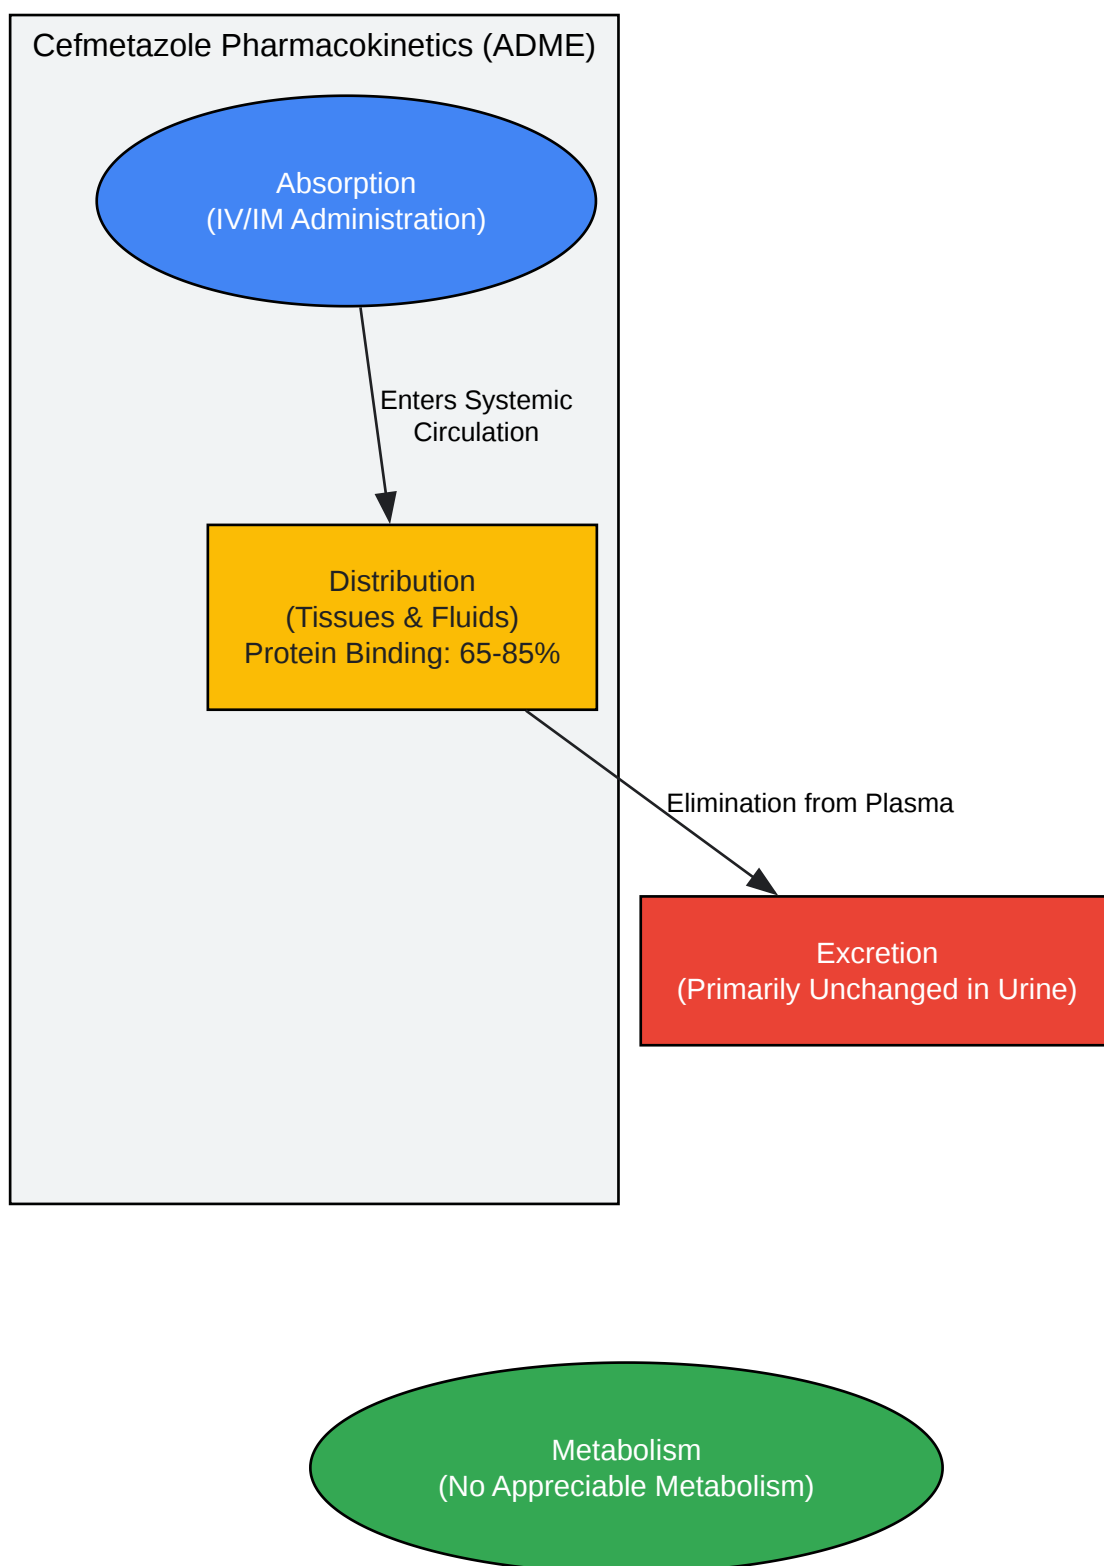 Cefmetazole Pharmacokinetics (ADME)
Absorption
(IV/IM Administration)
Enters Systemic
Circulation
Distribution
(Tissues & Fluids)
Protein Binding: 65-85%
Elimination from Plasma
Excretion
(Primarily Unchanged in Urine)
Metabolism
(No Appreciable Metabolism)